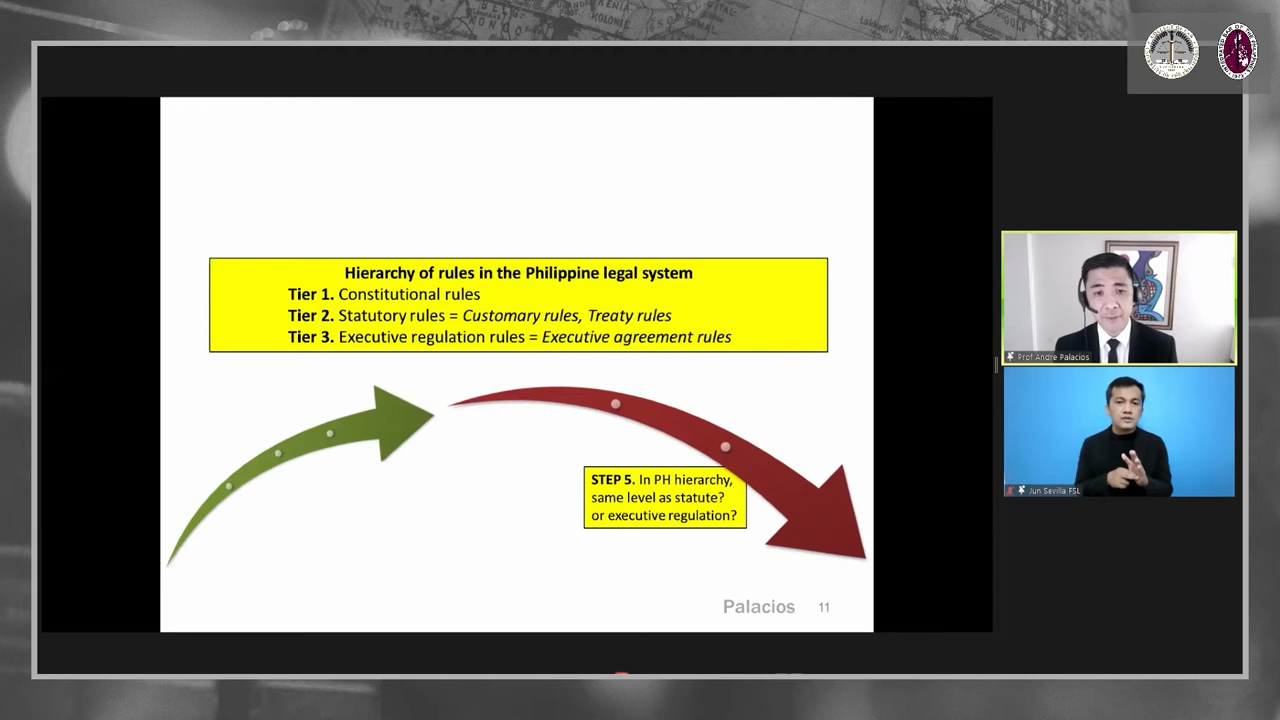 Hierarchy of rules in the Philippine legal system
Tier 1. Constitutional rules
Tier 2. Statutory rules = Customary rules, Treaty rules
Tier 3. Executive regulation rules = Executive agreement rules
STEP 5. In PH hierarchy,
same level as statute?
or executive regulation?
Palacios 11
Prof Andre Palacios
Jun Sevilla FSL